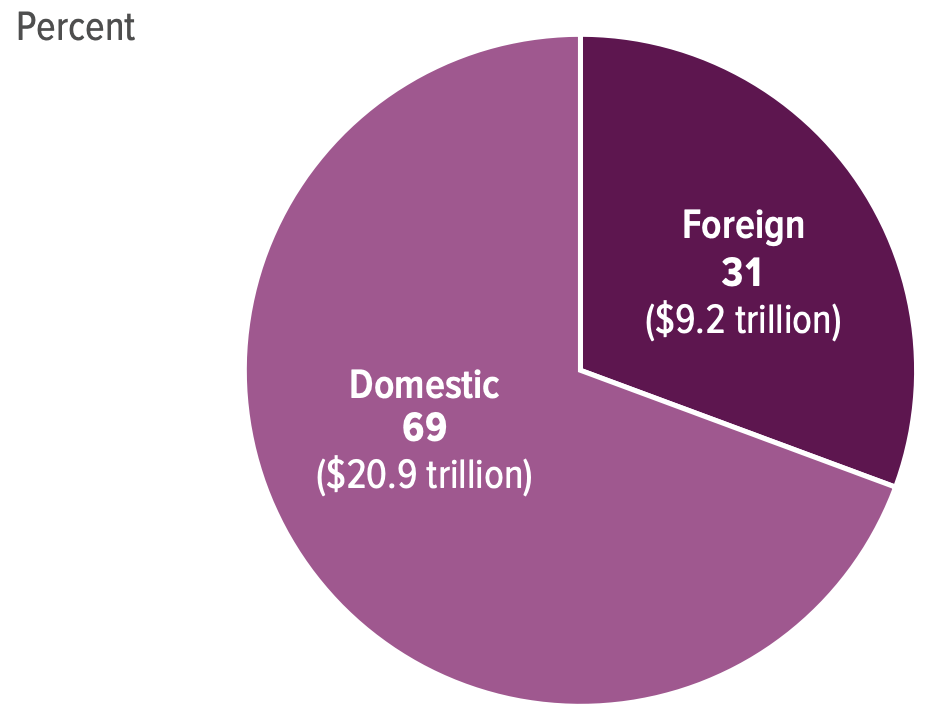 Percent
Foreign
31
($9.2 trillion)
Domestic
69
($20.9 trillion)